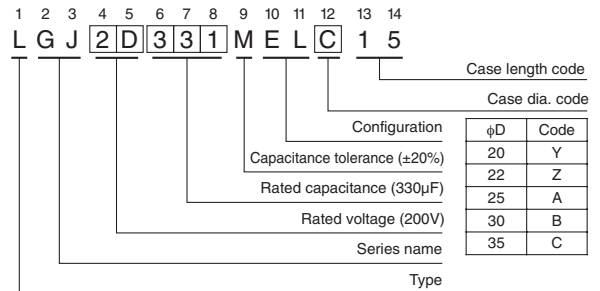 1 2 3 4 5 6 7 8 9 10 11 12 13 14
L G J 2 D 3 3 1 M E L C 1 5
Case length code
Case dia. code
Configuration
Capacitance tolerance (±20%)
Rated capacitance (330µF)
Rated voltage (200V)
Series name
Type
ϕD Code
20 Y
22 Z
25 A
30 B
35 C